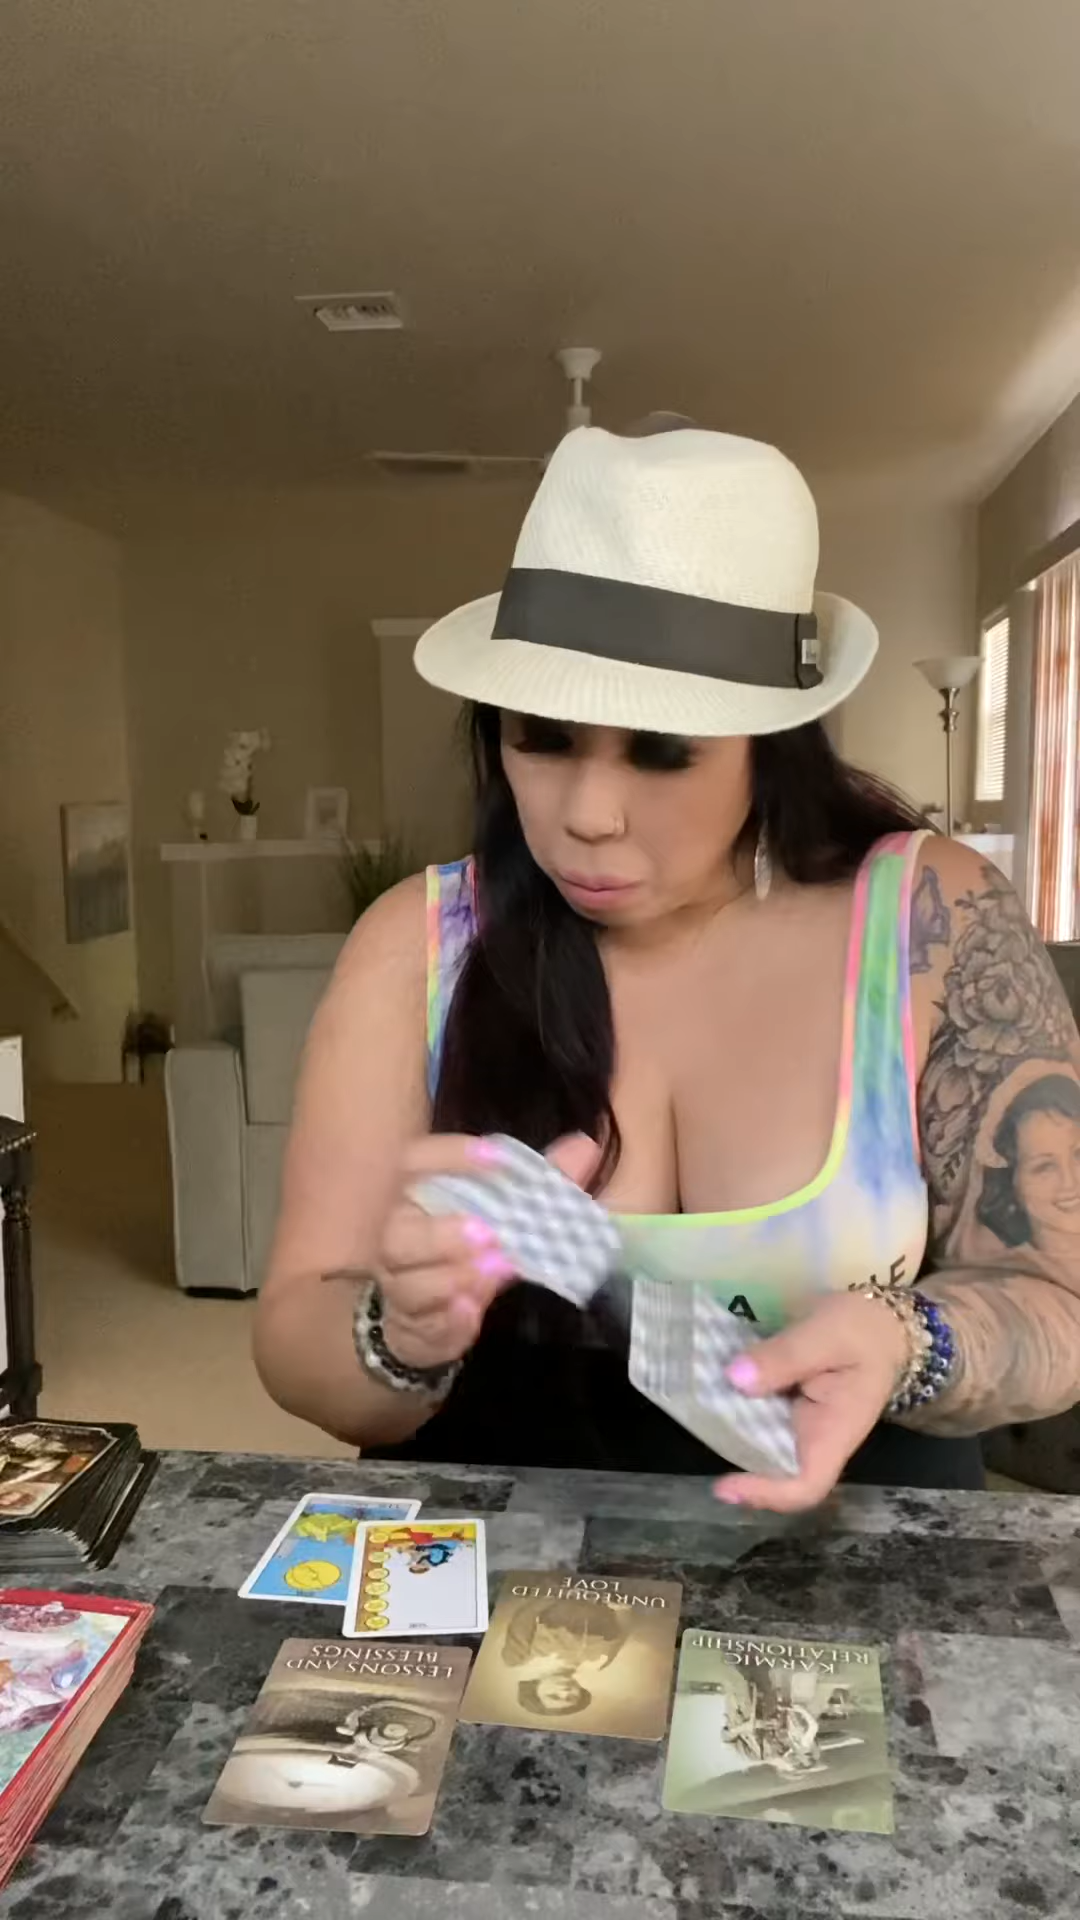 UNREQUITED
LOVE
LESSONS AND
BLESSINGS
KARMIC
RELATIONSHIP
A